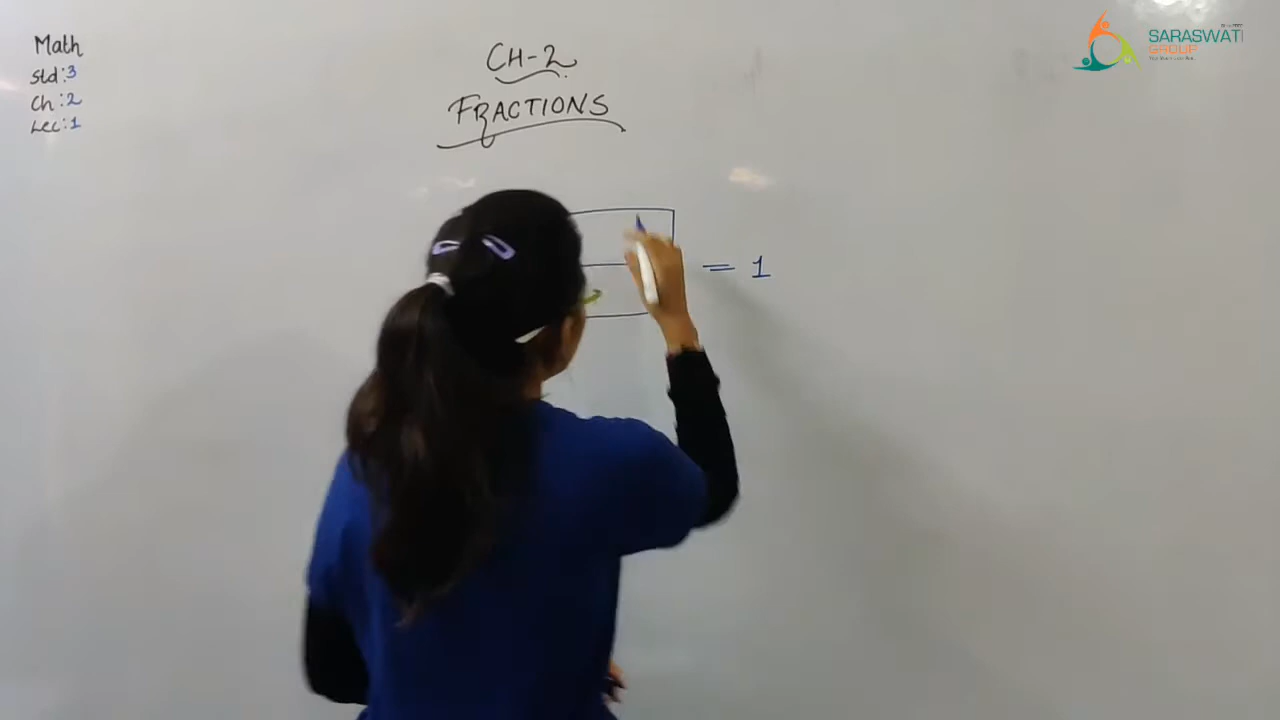 Math
Std:3
Ch:2
Lec:1
CH-2
FRACTIONS
= 1
SARASWATI
GROUP